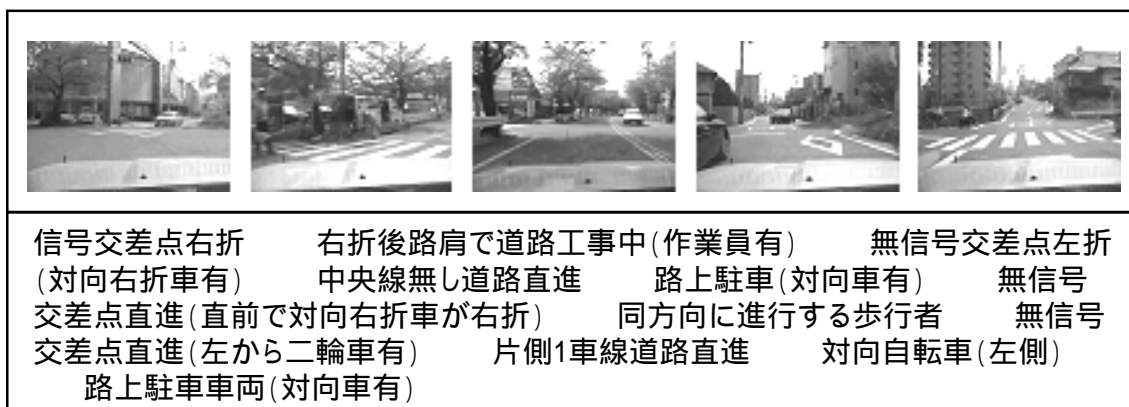 信号交差点右折　　右折後路肩で道路工事中(作業員有)　　無信号交差点左折
(対向右折車有)　　中央線無し道路直進　　路上駐車(対向車有)　　無信号
交差点直進(直前で対向右折車が右折)　　同方向に進行する歩行者　　無信号
交差点直進(左から二輪車有)　　片側1車線道路直進　　対向自転車(左側)
路上駐車車両(対向車有)